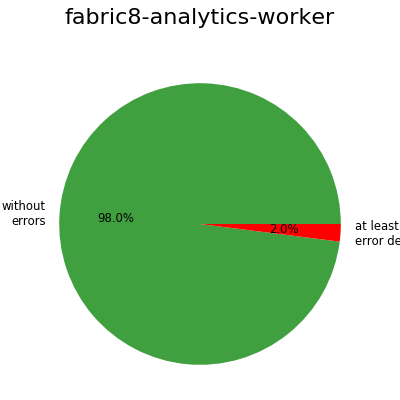 fabric8-analytics-worker
without
errors
98.0%
2.0%
at least
error de